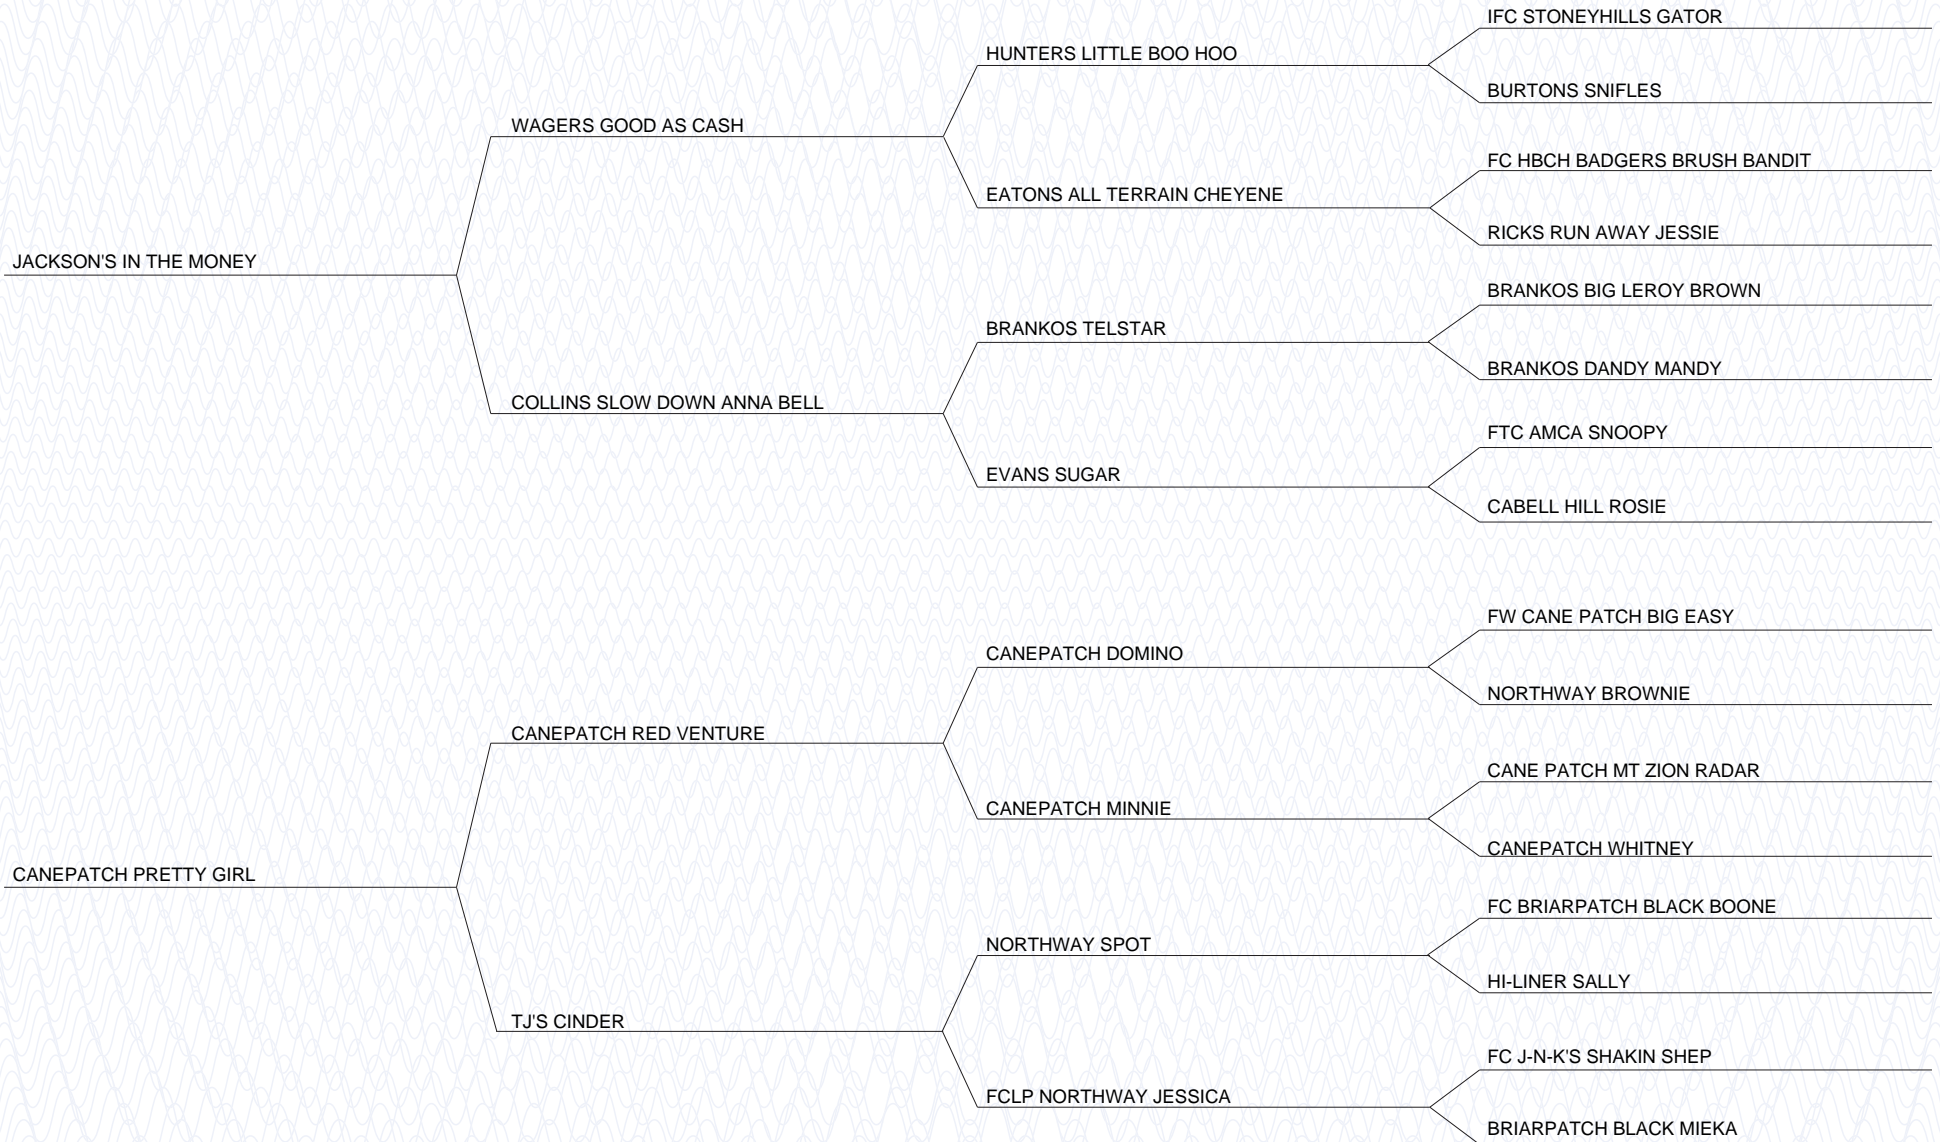 IFC STONEYHILLS GATOR
HUNTERS LITTLE BOO HOO
BURTONS SNIFLES
WAGERS GOOD AS CASH
FC HBCH BADGERS BRUSH BANDIT
EATONS ALL TERRAIN CHEYENE
RICKS RUN AWAY JESSIE
JACKSON'S IN THE MONEY
BRANKOS BIG LEROY BROWN
BRANKOS TELSTAR
BRANKOS DANDY MANDY
COLLINS SLOW DOWN ANNA BELL
FTC AMCA SNOOPY
EVANS SUGAR
CABELL HILL ROSIE
FW CANE PATCH BIG EASY
CANEPATCH DOMINO
NORTHWAY BROWNIE
CANEPATCH RED VENTURE
CANE PATCH MT ZION RADAR
CANEPATCH MINNIE
CANEPATCH WHITNEY
CANEPATCH PRETTY GIRL
FC BRIARPATCH BLACK BOONE
NORTHWAY SPOT
HI-LINER SALLY
TJ'S CINDER
FC J-N-K'S SHAKIN SHEP
FCLP NORTHWAY JESSICA
BRIARPATCH BLACK MIEKA